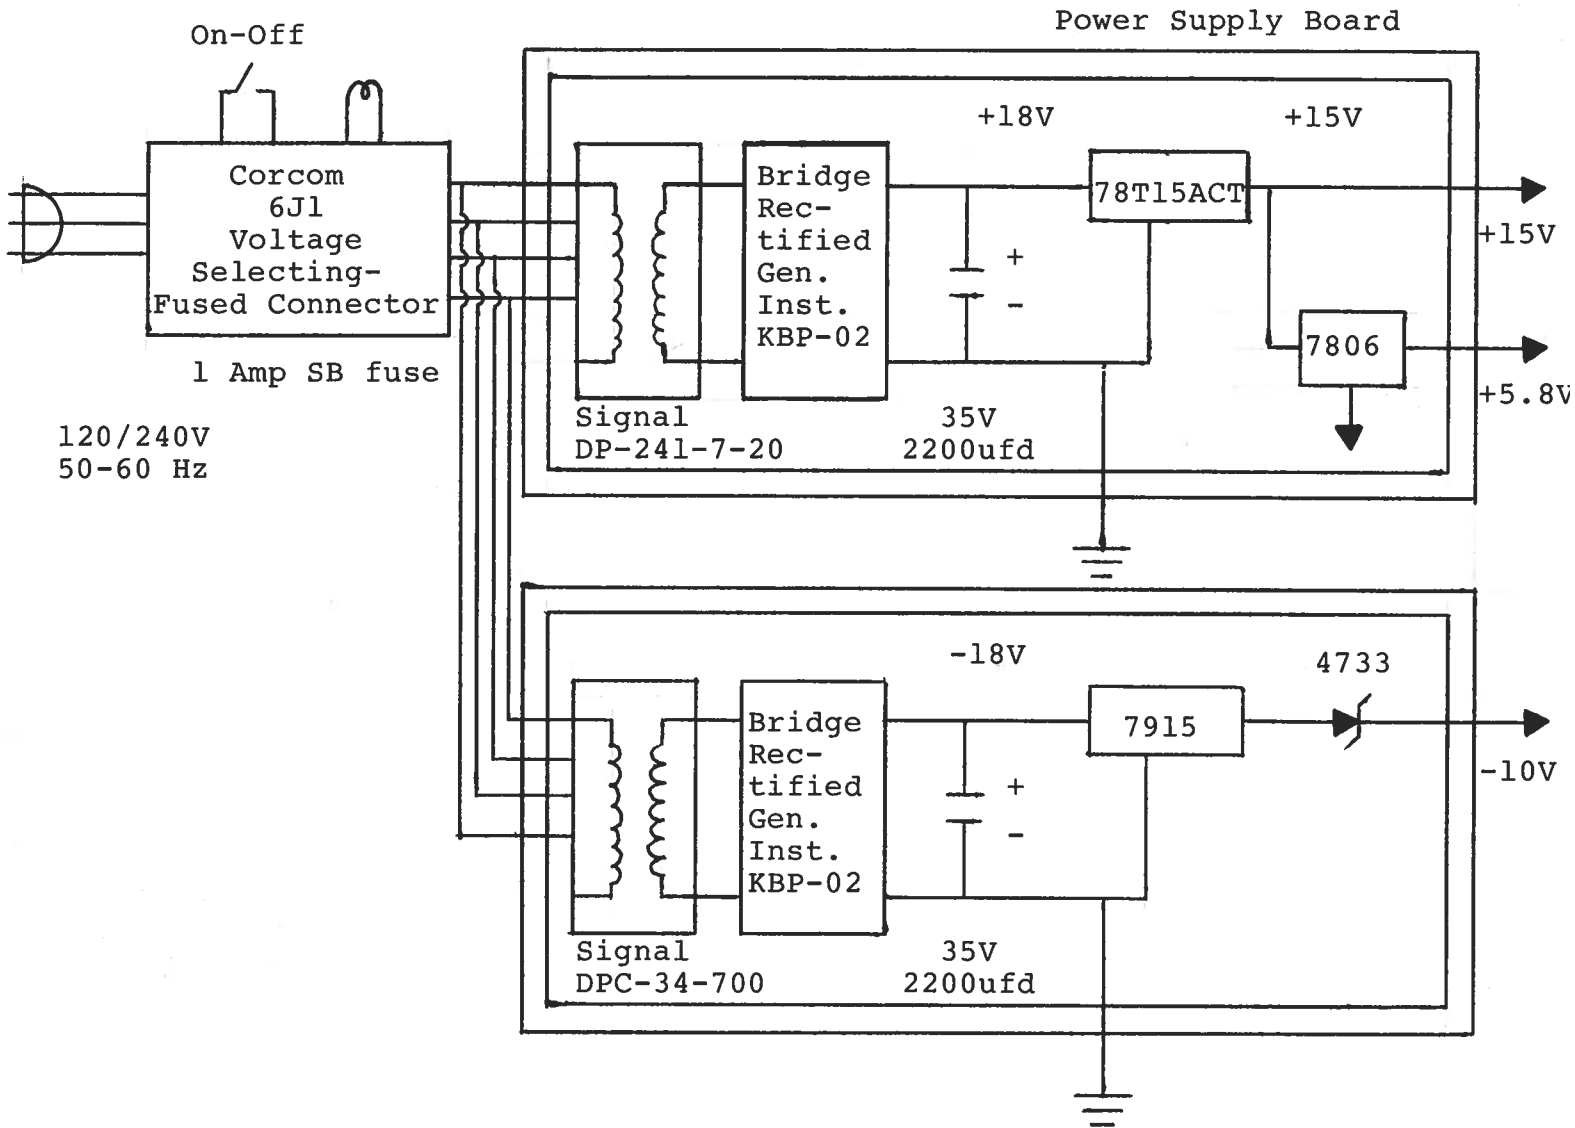 Power Supply Board
On-Off
Corcom
6J1
Voltage
Selecting-
Fused Connector
1 Amp SB fuse
120/240V
50-60 Hz
Signal
DP-241-7-20
Bridge
Rec-
tified
Gen.
Inst.
KBP-02
+18V
+
-
35V
2200ufd
78T15ACT
+15V
+15V
7806
+5.8V
Signal
DPC-34-700
Bridge
Rec-
tified
Gen.
Inst.
KBP-02
-18V
+
-
35V
2200ufd
7915
4733
-10V